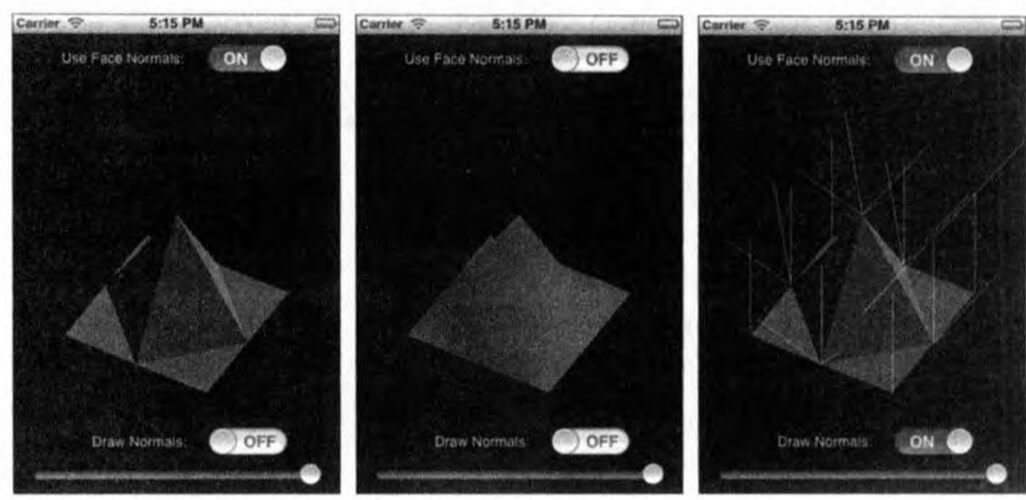 Carrier 5:15 PM
Use Face Normals: ON
Draw Normals: OFF
Carrier 5:15 PM
Use Face Normals: OFF
Draw Normals: OFF
Carrier 5:15 PM
Use Face Normals: ON
Draw Normals: ON